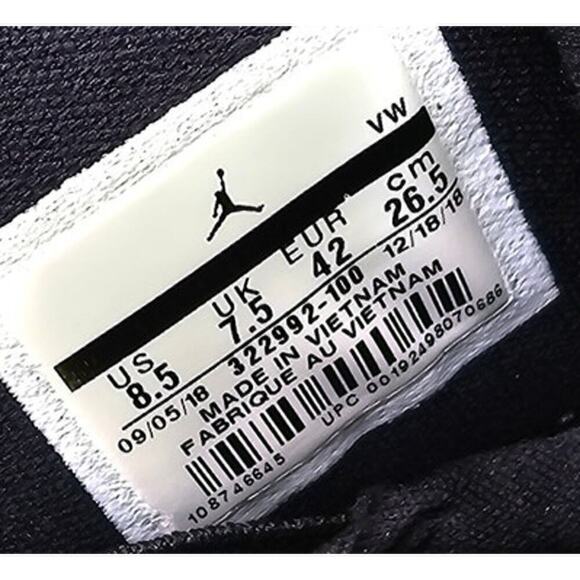 VW
US UK EUR cm
8.5 7.5 42 26.5
09/05/18 322992-100 12/18/18
MADE IN VIETNAM
FABRIQUE AU VIETNAM
108746645 UPC 00192498070686